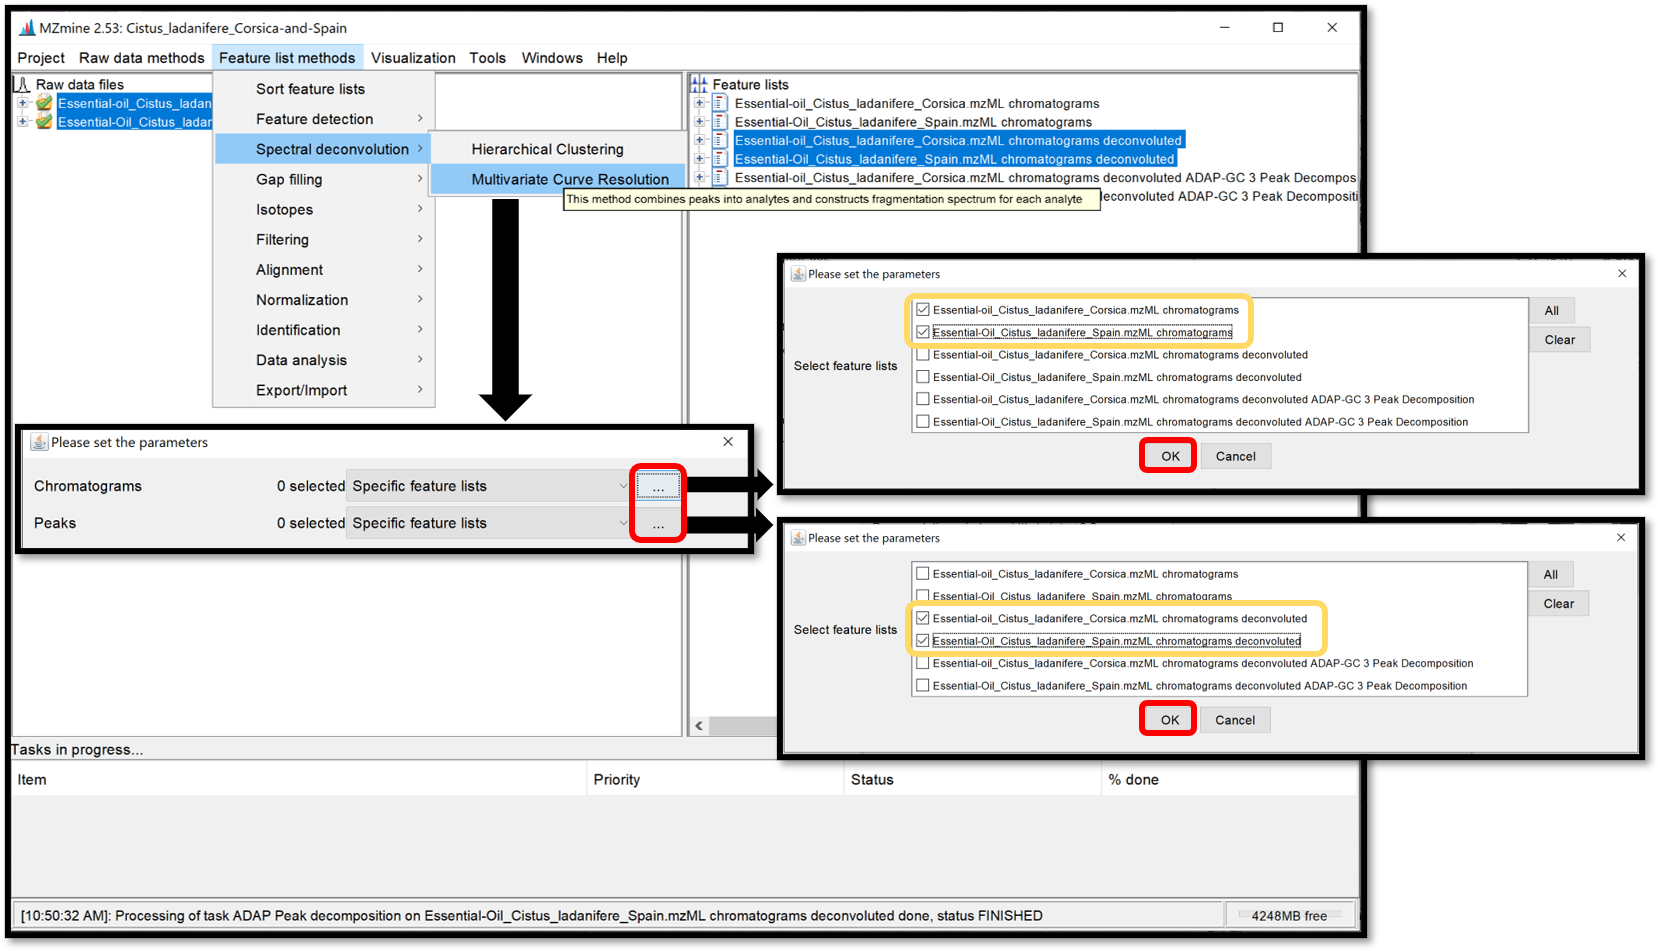 MZmine 2.53: Cistus_ladanifere_Corsica-and-Spain
Project Raw data methods Feature list methods Visualization Tools Windows Help
Raw data files
Essential-oil_Cistus_ladan
Essential-Oil_Cistus_ladar
Sort feature lists
Feature detection
Spectral deconvolution
Gap filling
Isotopes
Filtering
Alignment
Normalization
Identification
Data analysis
Export/Import
Hierarchical Clustering
Multivariate Curve Resolution
This method combines peaks into analytes and constructs fragmentation spectrum for each analyte
Feature lists
Essential-oil_Cistus_ladanifere_Corsica.mzML chromatograms
Essential-Oil_Cistus_ladanifere_Spain.mzML chromatograms
Essential-oil_Cistus_ladanifere_Corsica.mzML chromatograms deconvoluted
Essential-Oil_Cistus_ladanifere_Spain.mzML chromatograms deconvoluted
Essential-oil_Cistus_ladanifere_Corsica.mzML chromatograms deconvoluted ADAP-GC 3 Peak Decompos
econvoluted ADAP-GC 3 Peak Decompositi
Please set the parameters
Chromatograms 0 selected Specific feature lists ...
Peaks 0 selected Specific feature lists ...
Please set the parameters
Select feature lists
Essential-oil_Cistus_ladanifere_Corsica.mzML chromatograms
Essential-Oil_Cistus_ladanifere_Spain.mzML chromatograms
Essential-oil_Cistus_ladanifere_Corsica.mzML chromatograms deconvoluted
Essential-Oil_Cistus_ladanifere_Spain.mzML chromatograms deconvoluted
Essential-oil_Cistus_ladanifere_Corsica.mzML chromatograms deconvoluted ADAP-GC 3 Peak Decomposition
Essential-Oil_Cistus_ladanifere_Spain.mzML chromatograms deconvoluted ADAP-GC 3 Peak Decomposition
All
Clear
OK Cancel
Please set the parameters
Select feature lists
Essential-oil_Cistus_ladanifere_Corsica.mzML chromatograms
Essential-Oil_Cistus_ladanifere_Spain.mzML chromatograms
Essential-oil_Cistus_ladanifere_Corsica.mzML chromatograms deconvoluted
Essential-Oil_Cistus_ladanifere_Spain.mzML chromatograms deconvoluted
Essential-oil_Cistus_ladanifere_Corsica.mzML chromatograms deconvoluted ADAP-GC 3 Peak Decomposition
Essential-Oil_Cistus_ladanifere_Spain.mzML chromatograms deconvoluted ADAP-GC 3 Peak Decomposition
All
Clear
OK Cancel
Tasks in progress...
Item Priority Status % done
[10:50:32 AM]: Processing of task ADAP Peak decomposition on Essential-Oil_Cistus_ladanifere_Spain.mzML chromatograms deconvoluted done, status FINISHED
4248MB free